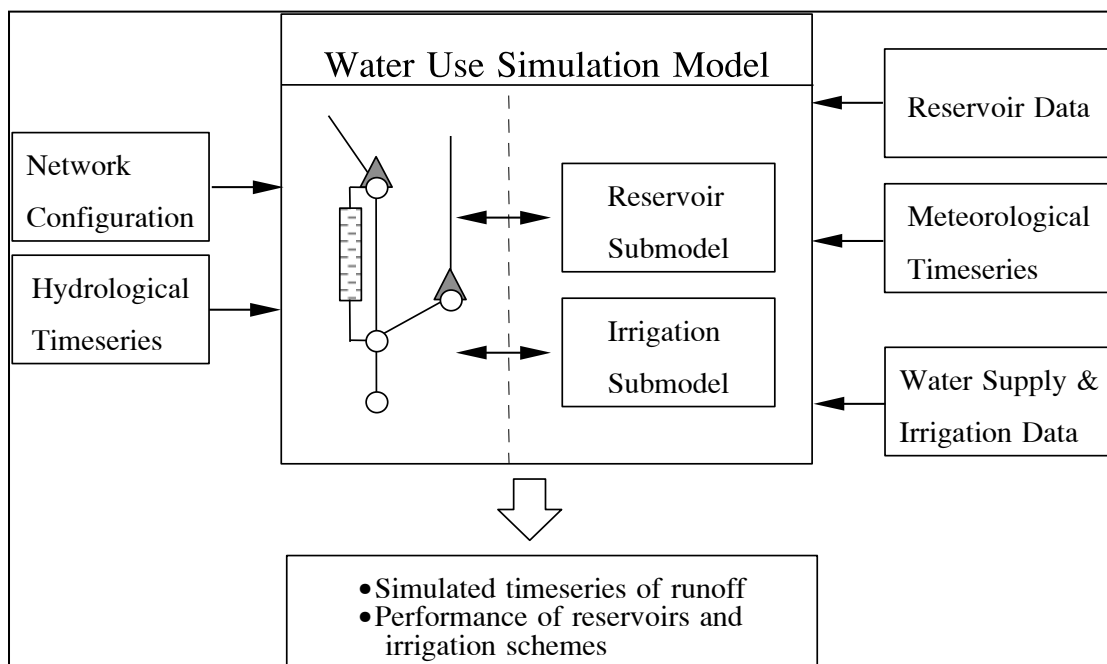 Water Use Simulation Model
Network
Configuration
Hydrological
Timeseries
Reservoir
Submodel
Irrigation
Submodel
Reservoir Data
Meteorological
Timeseries
Water Supply &
Irrigation Data
•Simulated timeseries of runoff
•Performance of reservoirs and
irrigation schemes